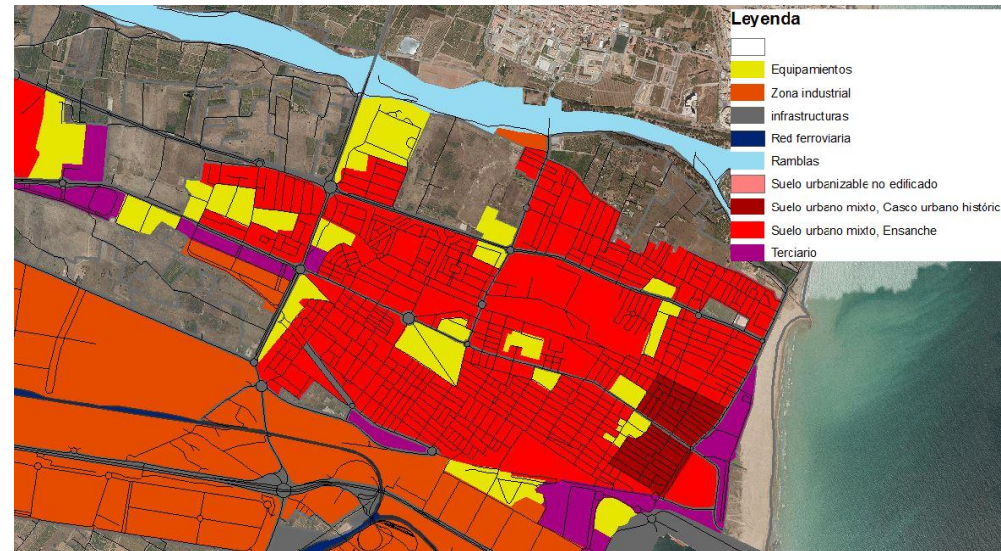 Leyenda
Equipamientos
Zona industrial
infrastructuras
Red ferroviaria
Ramblas
Suelo urbanizable no edificado
Suelo urbano mixto, Casco urbano históric
Suelo urbano mixto, Ensanche
Terciario